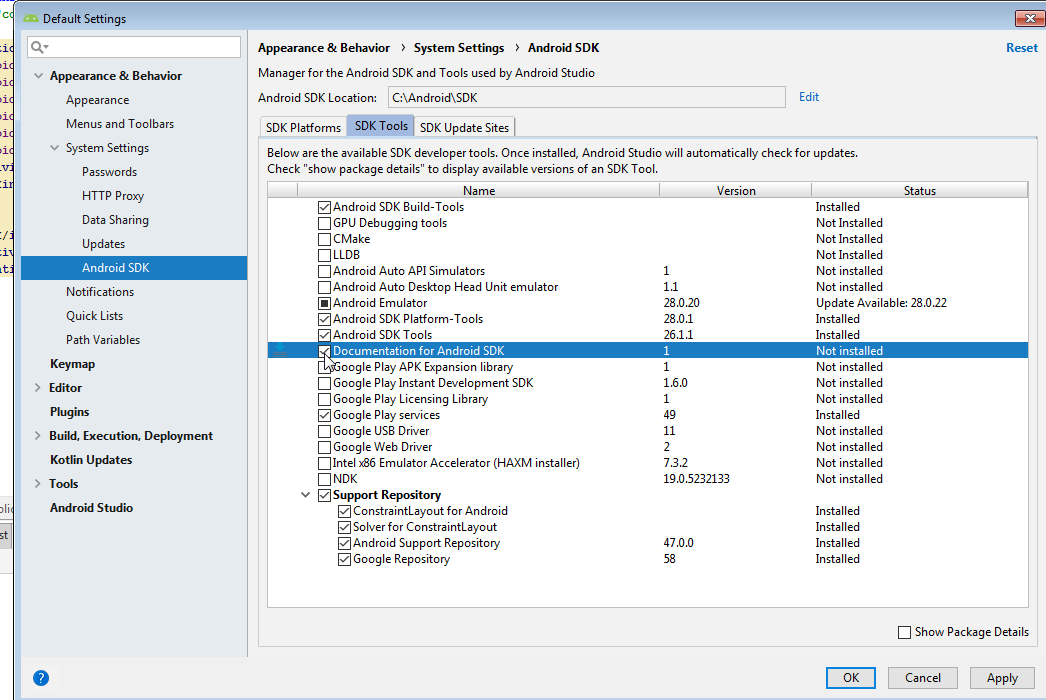 Default Settings
Appearance & Behavior
Appearance
Menus and Toolbars
System Settings
Passwords
HTTP Proxy
Data Sharing
Updates
Android SDK
Notifications
Quick Lists
Path Variables
Keymap
Editor
Plugins
Build, Execution, Deployment
Kotlin Updates
Tools
Android Studio
Appearance & Behavior › System Settings › Android SDK Reset
Manager for the Android SDK and Tools used by Android Studio
Android SDK Location: C:\Android\SDK Edit
SDK Platforms SDK Tools SDK Update Sites
Below are the available SDK developer tools. Once installed, Android Studio will automatically check for updates.
Check "show package details" to display available versions of an SDK Tool.
Name Version Status
Android SDK Build-Tools Installed
GPU Debugging tools Not Installed
CMake Not Installed
LLDB Not Installed
Android Auto API Simulators 1 Not installed
Android Auto Desktop Head Unit emulator 1.1 Not installed
Android Emulator 28.0.20 Update Available: 28.0.22
Android SDK Platform-Tools 28.0.1 Installed
Android SDK Tools 26.1.1 Installed
Documentation for Android SDK 1 Not installed
Google Play APK Expansion library 1 Not installed
Google Play Instant Development SDK 1.6.0 Not installed
Google Play Licensing Library 1 Not installed
Google Play services 49 Installed
Google USB Driver 11 Not installed
Google Web Driver 2 Not installed
Intel x86 Emulator Accelerator (HAXM installer) 7.3.2 Not installed
NDK 19.0.5232133 Not installed
Support Repository
ConstraintLayout for Android Installed
Solver for ConstraintLayout Installed
Android Support Repository 47.0.0 Installed
Google Repository 58 Installed
Show Package Details
? OK Cancel Apply